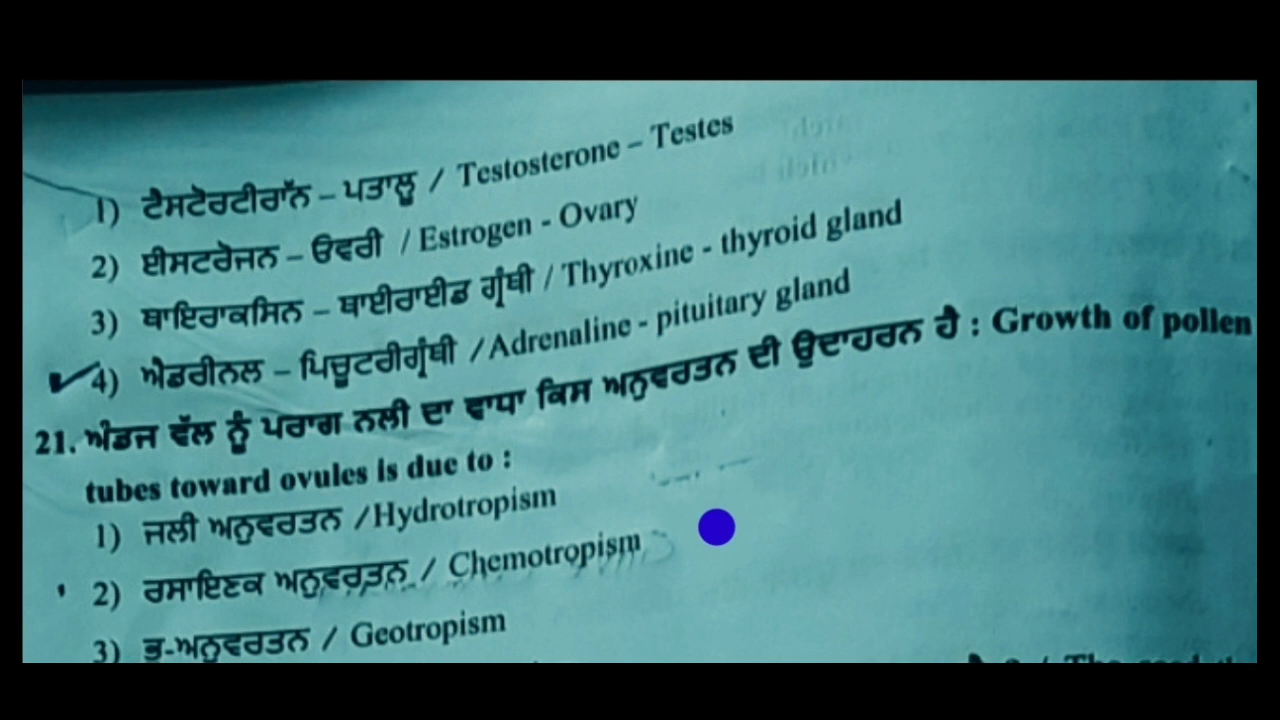 1) ਟੈਸਟੋਰਟੀਰਾੱਨ – ਪਤਾਲੂ / Testosterone – Testes
2) ਈਸਟਰੋਜਨ – ਓਵਰੀ / Estrogen - Ovary
3) ਥਾਇਰਾਕਸਿਨ – ਥਾਈਰਾਈਡ ਗ੍ਰੰਥੀ / Thyroxine - thyroid gland
4) ਐਡਰੀਨਲ – ਪਿਚੂਟਰੀਗ੍ਰੰਥੀ / Adrenaline - pituitary gland
21. ਅੰਡਜ ਵੱਲ ਨੂੰ ਪਰਾਗ ਨਲੀ ਦਾ ਵਾਧਾ ਕਿਸ ਅਨੁਵਰਤਨ ਦੀ ਉਦਾਹਰਨ ਹੈ : Growth of pollen
tubes toward ovules is due to :
1) ਜਲੀ ਅਨੁਵਰਤਨ /Hydrotropism
2) ਰਸਾਇਣਕ ਅਨੁਵਰਤਨ / Chemotropism
3) ਭੂ-ਅਨੁਵਰਤਨ / Geotropism